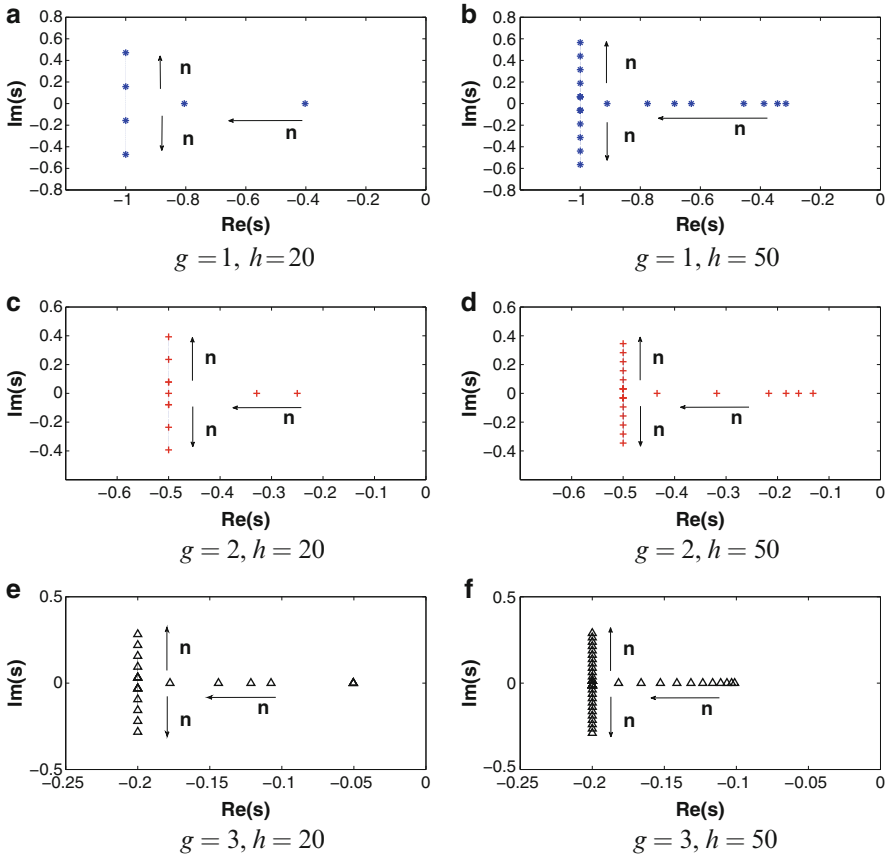 a
b
0.8
0.6
0.4
0.2
0
−0.2
−0.4
−0.6
−0.8
Im(s)
n
n
n
−1
−0.8
−0.6
−0.4
−0.2
0
Re(s)
g = 1, h = 20
0.8
0.6
0.4
0.2
0
−0.2
−0.4
−0.6
−0.8
Im(s)
n
n
n
−1
−0.8
−0.6
−0.4
−0.2
0
Re(s)
g = 1, h = 50
c
d
0.6
0.4
0.2
0
−0.2
−0.4
Im(s)
n
n
n
−0.6
−0.5
−0.4
−0.3
−0.2
−0.1
0
Re(s)
g = 2, h = 20
0.6
0.4
0.2
0
−0.2
−0.4
Im(s)
n
n
n
−0.6
−0.5
−0.4
−0.3
−0.2
−0.1
0
Re(s)
g = 2, h = 50
e
f
0.5
0
−0.5
Im(s)
n
n
n
−0.25
−0.2
−0.15
−0.1
−0.05
0
Re(s)
g = 3, h = 20
0.5
0
−0.5
Im(s)
n
n
n
−0.25
−0.2
−0.15
−0.1
−0.05
0
Re(s)
g = 3, h = 50